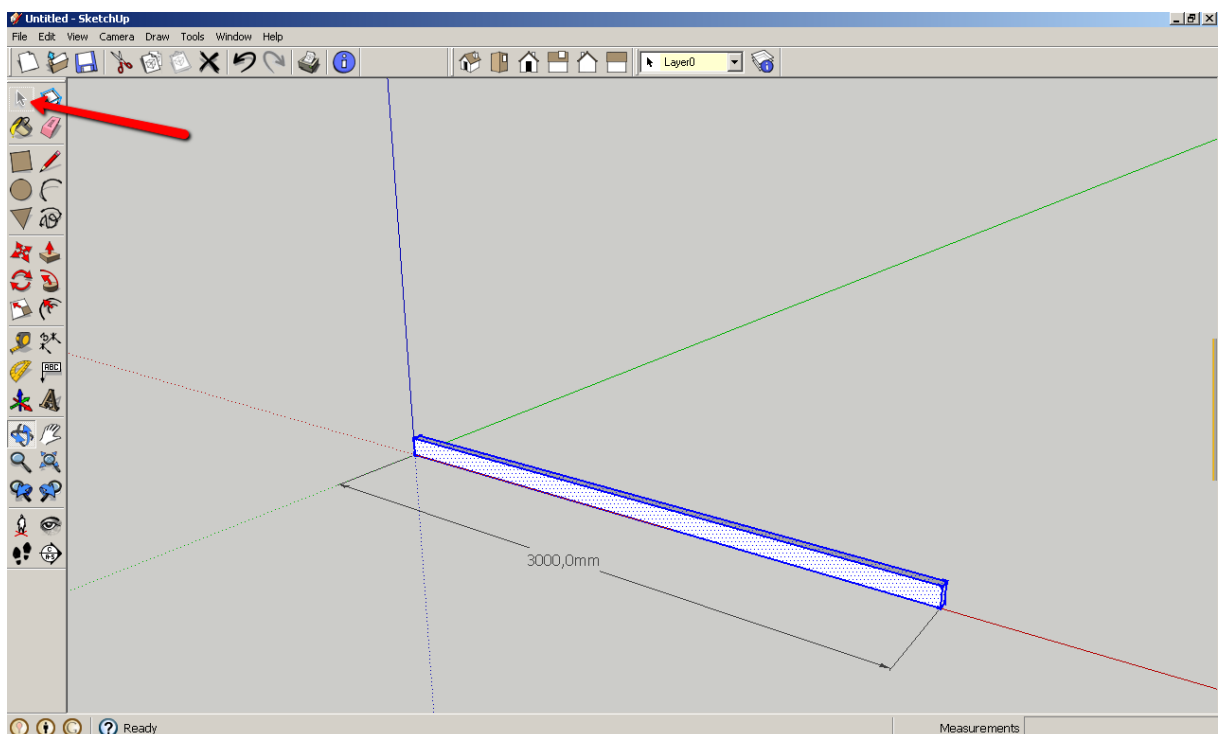 Untitled - SketchUp
File Edit View Camera Draw Tools Window Help
Layer0
ABC
3000,0mm
Ready
Measurements